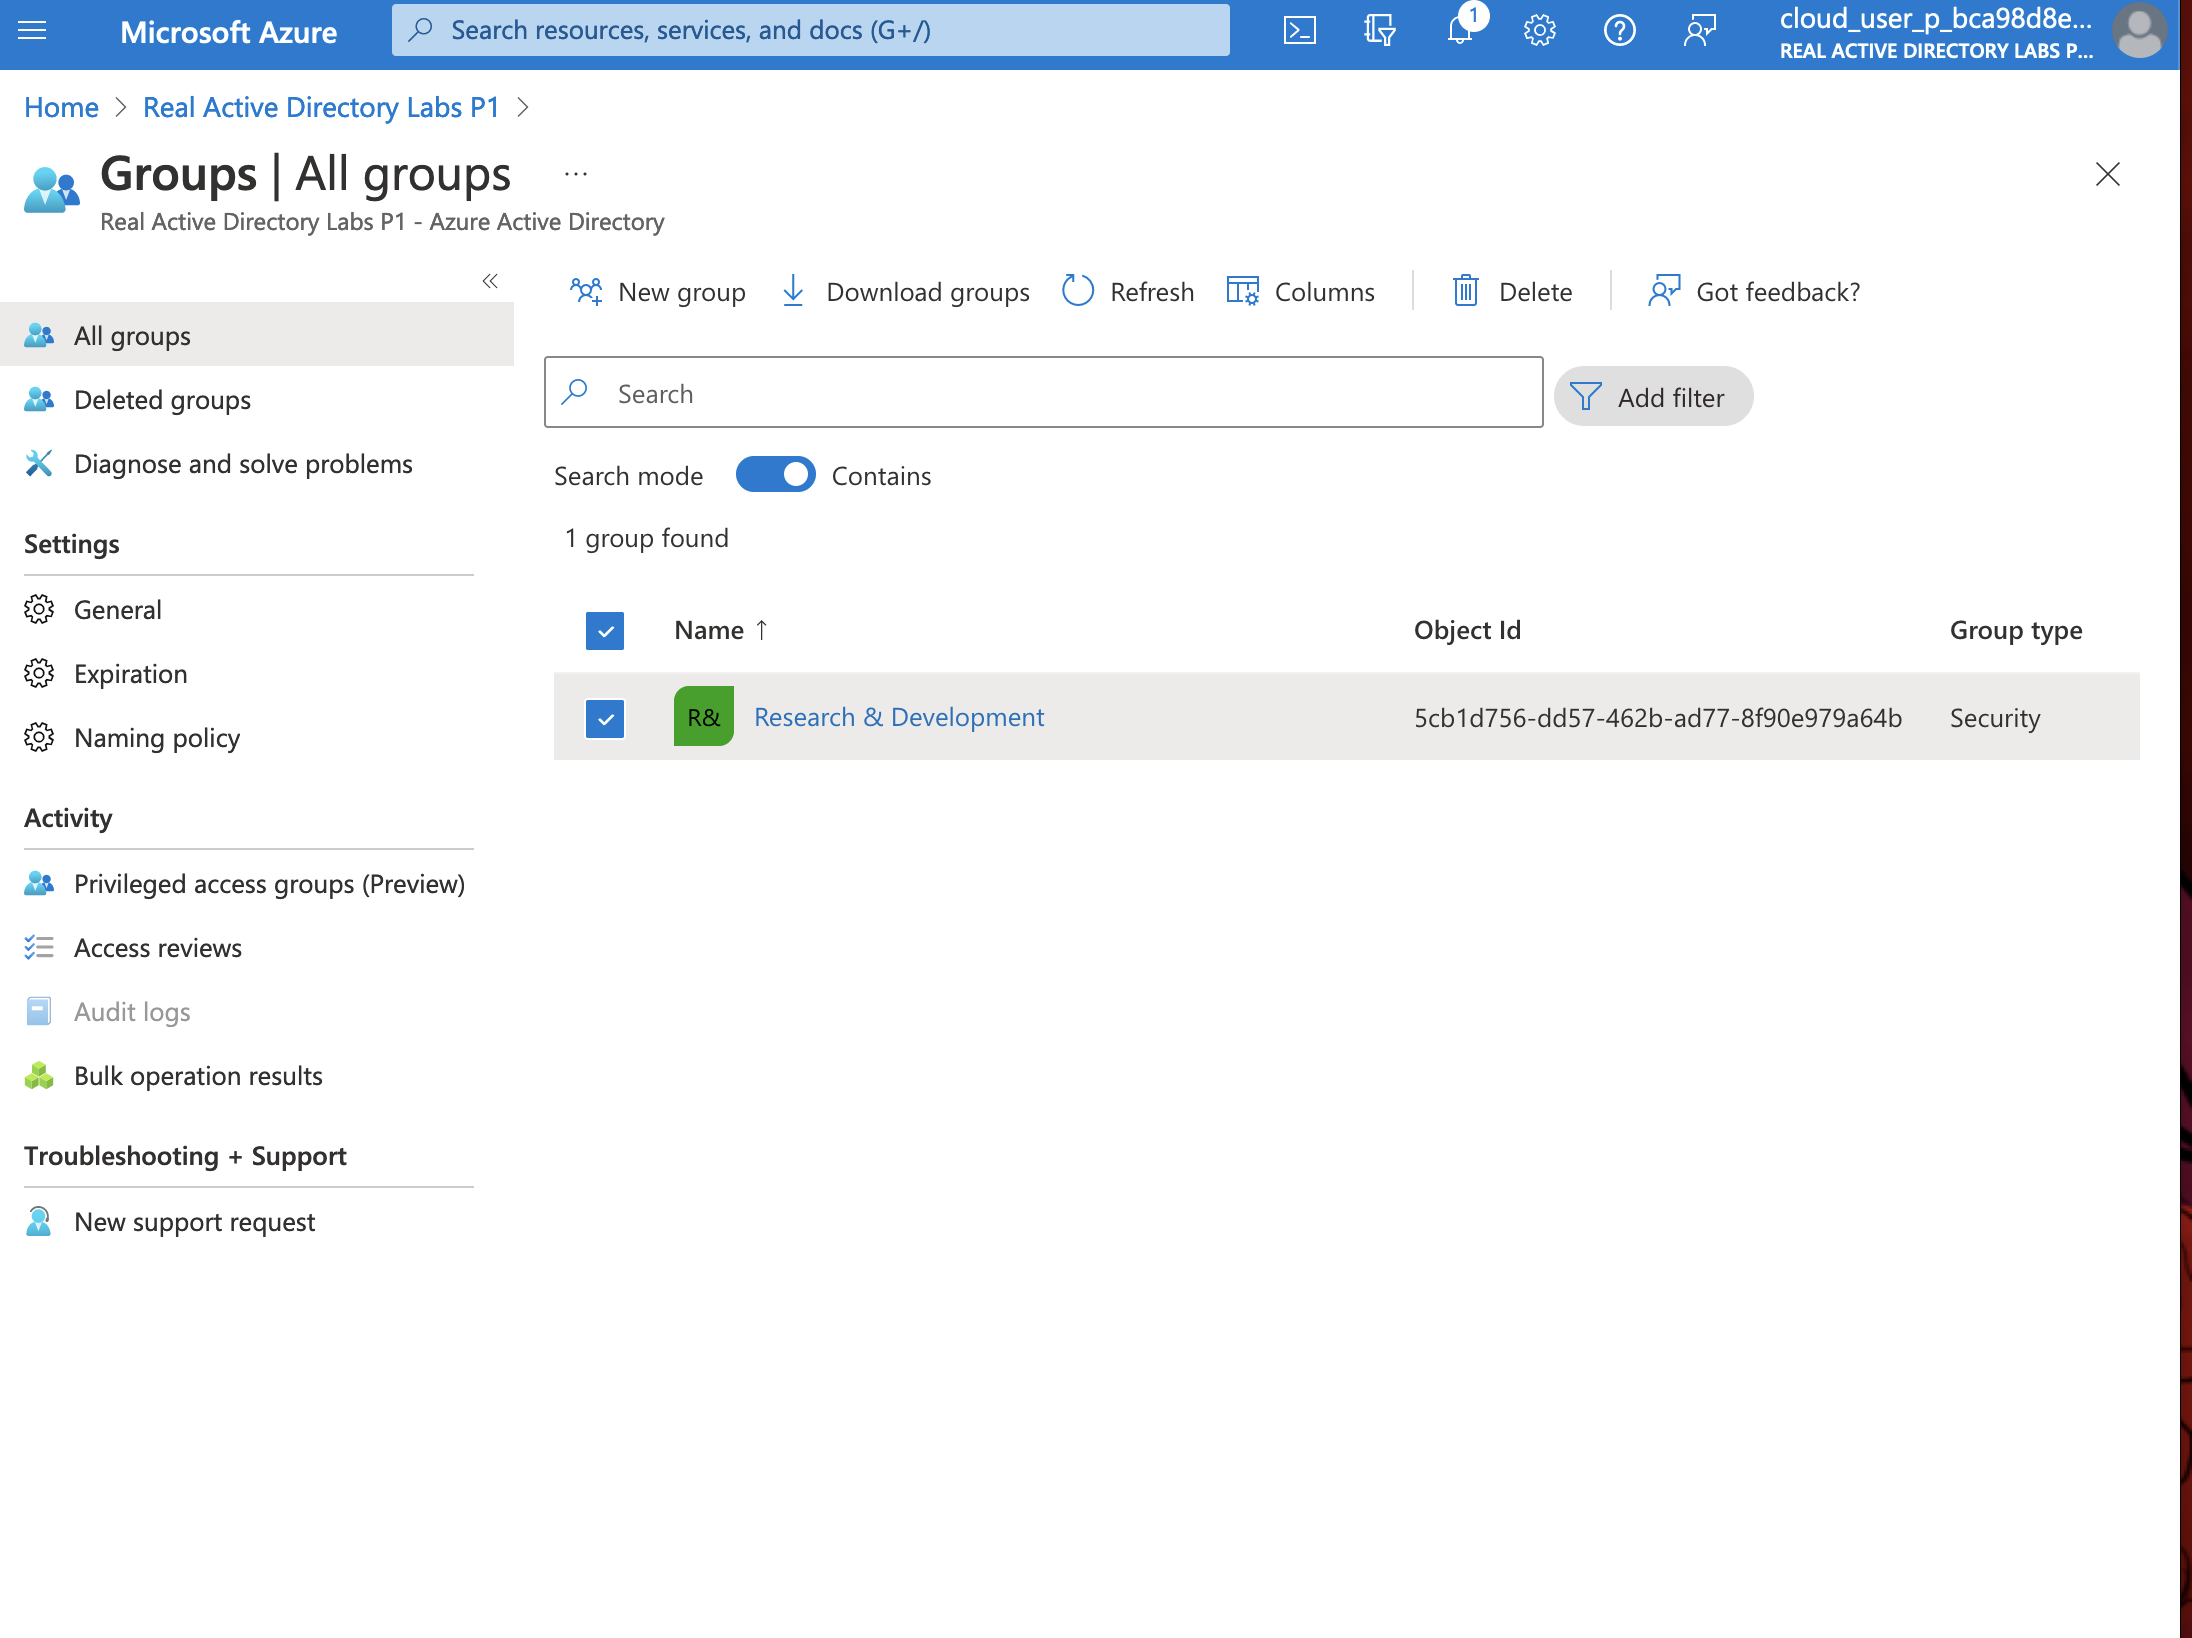 Microsoft Azure
Search resources, services, and docs (G+/)
1
cloud_user_p_bca98d8e...
REAL ACTIVE DIRECTORY LABS P...
Home > Real Active Directory Labs P1 >
Groups | All groups ...
Real Active Directory Labs P1 - Azure Active Directory
«
All groups
Deleted groups
Diagnose and solve problems
Settings
General
Expiration
Naming policy
Activity
Privileged access groups (Preview)
Access reviews
Audit logs
Bulk operation results
Troubleshooting + Support
New support request
New group Download groups Refresh Columns Delete Got feedback?
Search
Add filter
Search mode Contains
1 group found
Name ↑ Object Id Group type
R& Research & Development 5cb1d756-dd57-462b-ad77-8f90e979a64b Security